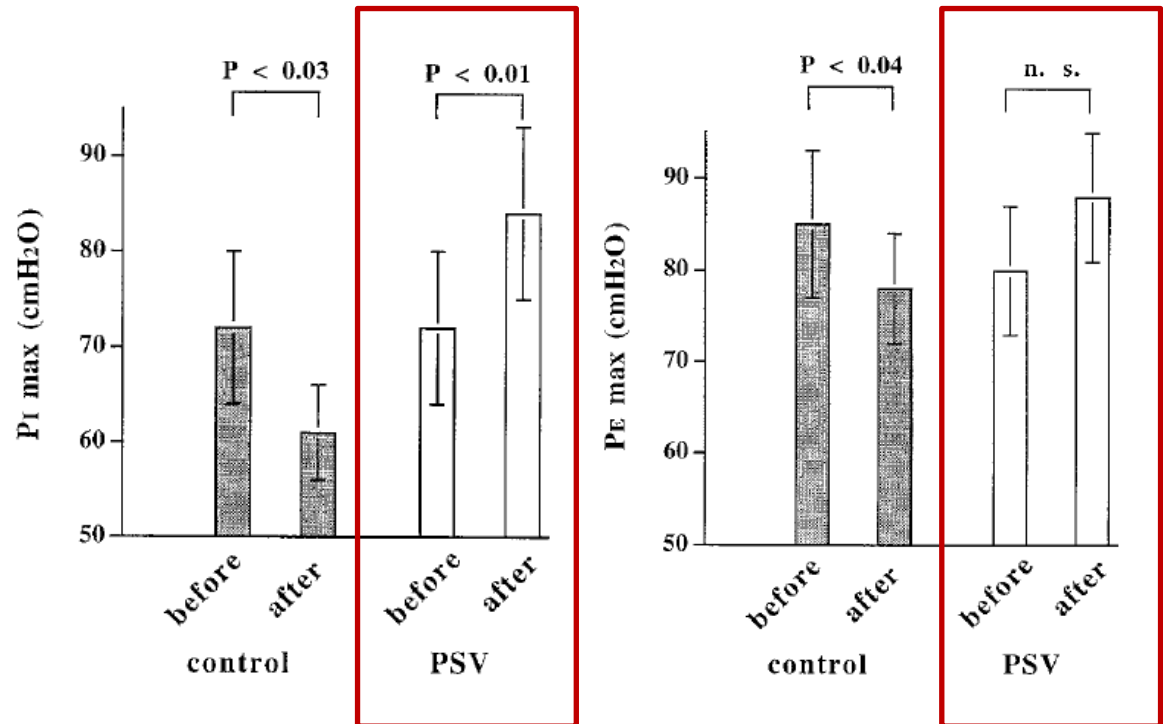 P < 0.03
P < 0.01
90
80
70
60
50
PI max (cmH2O)
before
after
before
after
control
PSV
P < 0.04
n. s.
90
80
70
60
50
PE max (cmH2O)
before
after
before
after
control
PSV